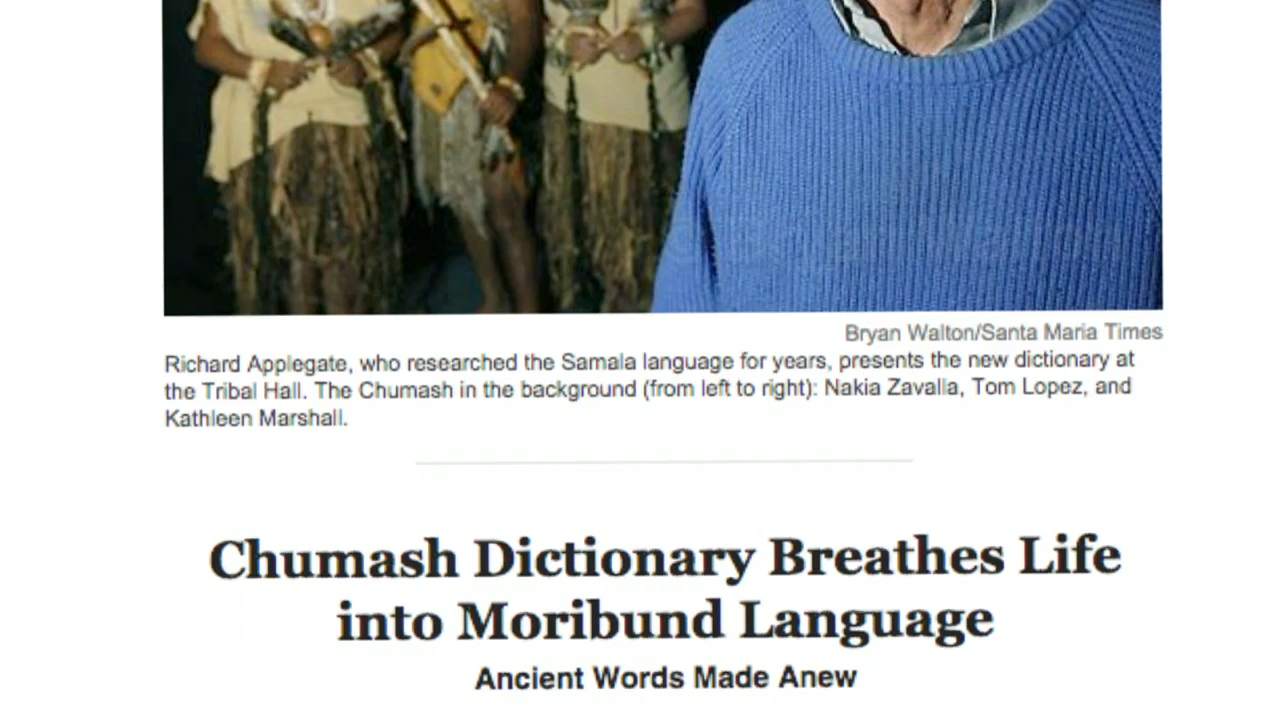 Bryan Walton/Santa Maria Times
Richard Applegate, who researched the Samala language for years, presents the new dictionary at
the Tribal Hall. The Chumash in the background (from left to right): Nakia Zavalla, Tom Lopez, and
Kathleen Marshall.
Chumash Dictionary Breathes Life
into Moribund Language
Ancient Words Made Anew